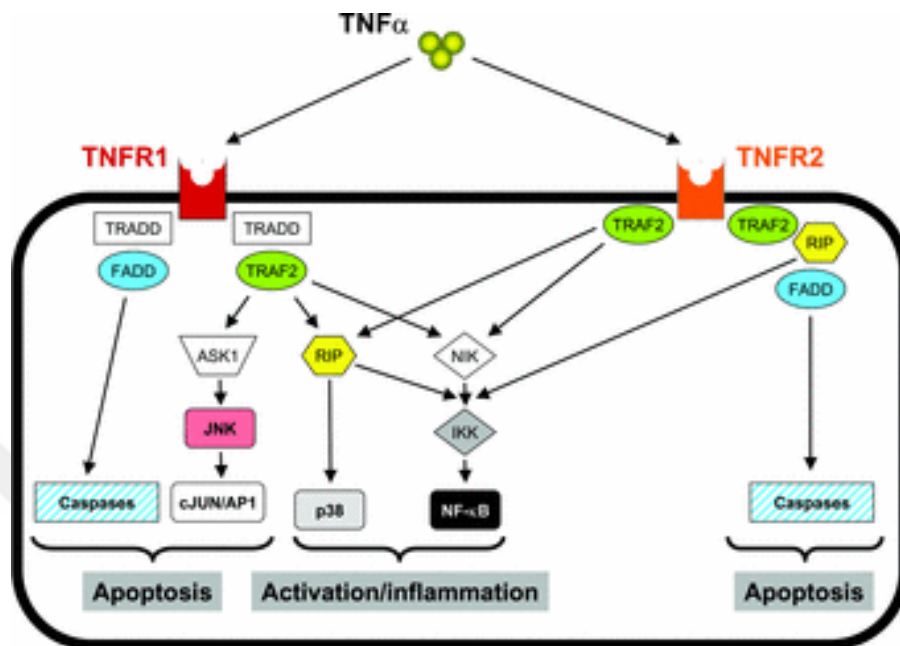 TNFα
TNFR1
TNFR2
TRADD
TRADD
TRAF2
TRAF2
RIP
FADD
TRAF2
FADD
ASK1
RIP
NIK
JNK
IKK
Caspases
cJUN/AP1
p38
NF-κB
Caspases
Apoptosis
Activation/inflammation
Apoptosis